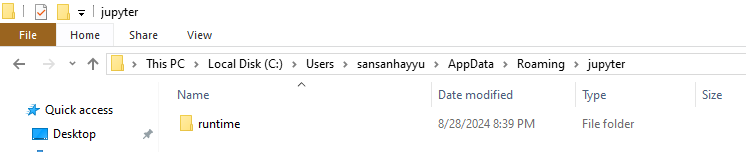 jupyter
File Home Share View
This PC > Local Disk (C:) > Users > sansanhayyu > AppData > Roaming > jupyter
Name Date modified Type Size
Quick access
runtime 8/28/2024 8:39 PM File folder
Desktop